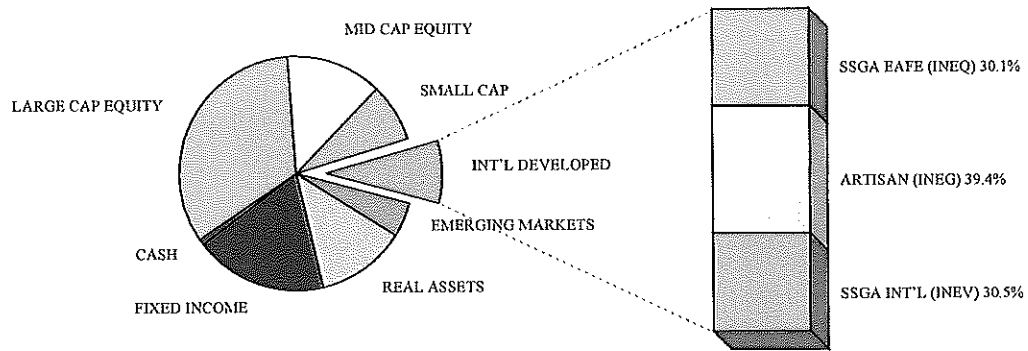 MID CAP EQUITY
SMALL CAP
LARGE CAP EQUITY
INT'L DEVELOPED
EMERGING MARKETS
CASH
REAL ASSETS
FIXED INCOME
SSGA EAFE (INEQ) 30.1%
ARTISAN (INEG) 39.4%
SSGA INT'L (INEV) 30.5%